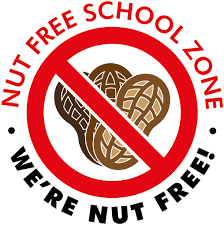 NUT FREE SCHOOL ZONE
• WE'RE NUT FREE! •